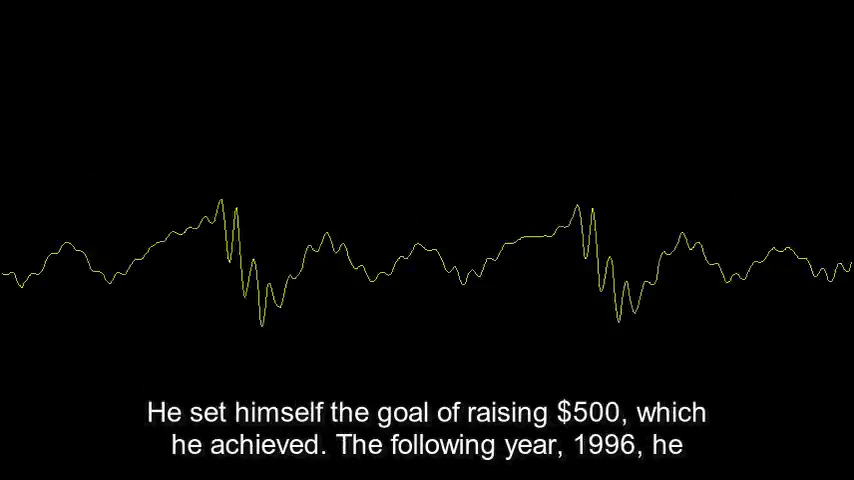 He set himself the goal of raising $500, which
he achieved. The following year, 1996, he